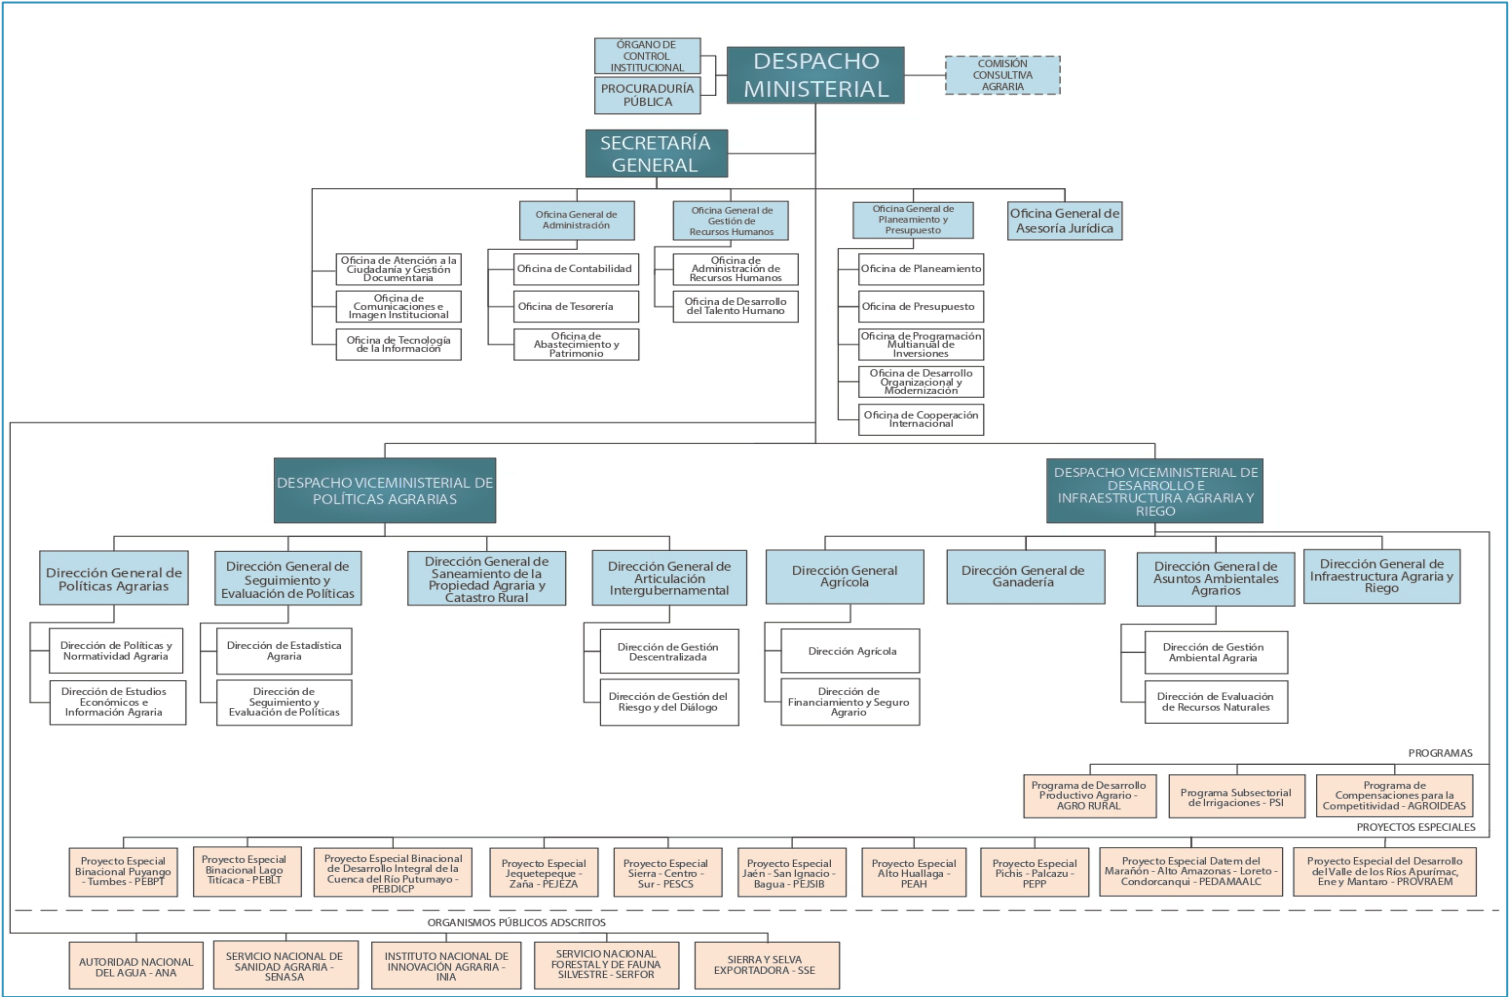 ÓRGANO DE
CONTROL
INSTITUCIONAL
PROCURADURÍA
PÚBLICA
DESPACHO
MINISTERIAL
COMISIÓN
CONSULTIVA
AGRARIA
SECRETARÍA
GENERAL
Oficina General de
Administración
Oficina General de
Gestión de
Recursos Humanos
Oficina General de
Planeamiento y
Presupuesto
Oficina General de
Asesoría Jurídica
Oficina de Atención a la
Ciudadanía y Gestión
Documentaria
Oficina de
Comunicaciones e
Imagen Institucional
Oficina de Tecnología
de la Información
Oficina de Contabilidad
Oficina de Tesorería
Oficina de
Abastecimiento y
Patrimonio
Oficina de
Administración de
Recursos Humanos
Oficina de Desarrollo
del Talento Humano
Oficina de Planeamiento
Oficina de Presupuesto
Oficina de Programación
Multianual de
Inversiones
Oficina de Desarrollo
Organizacional y
Modernización
Oficina de Cooperación
Internacional
DESPACHO VICEMINISTERIAL DE
POLÍTICAS AGRARIAS
DESPACHO VICEMINISTERIAL DE
DESARROLLO E
INFRAESTRUCTURA AGRARIA Y
RIEGO
Dirección General de
Políticas Agrarias
Dirección General de
Seguimiento y
Evaluación de Políticas
Dirección General de
Saneamiento de la
Propiedad Agraria y
Catastro Rural
Dirección General de
Articulación
Intergubernamental
Dirección General
Agrícola
Dirección General de
Ganadería
Dirección General de
Asuntos Ambientales
Agrarios
Dirección General de
Infraestructura Agraria y
Riego
Dirección de Políticas y
Normatividad Agraria
Dirección de Estudios
Económicos e
Información Agraria
Dirección de Estadística
Agraria
Dirección de
Seguimiento y
Evaluación de Políticas
Dirección de Gestión
Descentralizada
Dirección de Gestión del
Riesgo y del Diálogo
Dirección Agrícola
Dirección de
Financiamiento y Seguro
Agrario
Dirección de Gestión
Ambiental Agraria
Dirección de Evaluación
de Recursos Naturales
PROGRAMAS
Programa de Desarrollo
Productivo Agrario -
AGRO RURAL
Programa Subsectorial
de Irrigaciones - PSI
Programa de
Compensaciones para la
Competitividad - AGROIDEAS
PROYECTOS ESPECIALES
Proyecto Especial
Binacional Puyango
- Tumbes - PEBPT
Proyecto Especial
Binacional Lago
Titícaca - PEBLT
Proyecto Especial Binacional
de Desarrollo Integral de la
Cuenca del Río Putumayo -
PEBDICP
Proyecto Especial
Jequetepeque -
Zaña - PEJEZA
Proyecto Especial
Sierra - Centro -
Sur - PESCS
Proyecto Especial
Jaén - San Ignacio -
Bagua - PEJSIB
Proyecto Especial
Alto Huallaga -
PEAH
Proyecto Especial
Pichis - Palcazu -
PEPP
Proyecto Especial Datem del
Marañón - Alto Amazonas - Loreto -
Condorcanqui - PEDAMAALC
Proyecto Especial del Desarrollo
del Valle de los Ríos Apurímac,
Ene y Mantaro - PROVRAEM
ORGANISMOS PÚBLICOS ADSCRITOS
AUTORIDAD NACIONAL
DEL AGUA - ANA
SERVICIO NACIONAL DE
SANIDAD AGRARIA -
SENASA
INSTITUTO NACIONAL DE
INNOVACIÓN AGRARIA -
INIA
SERVICIO NACIONAL
FORESTAL Y DE FAUNA
SILVESTRE - SERFOR
SIERRA Y SELVA
EXPORTADORA - SSE